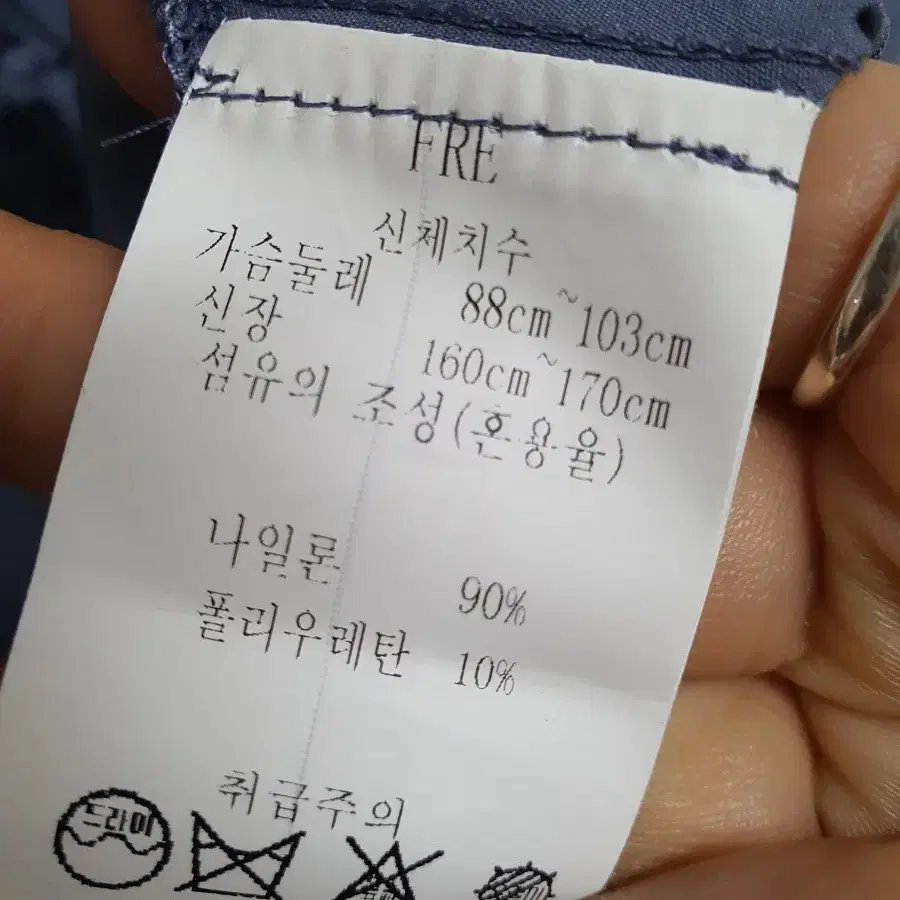 FRE
신체치수
가슴둘레 88cm~103cm
신장 160cm~170cm
섬유의 조성(혼용율)
나일론 90%
폴리우레탄 10%
취급주의
드라이